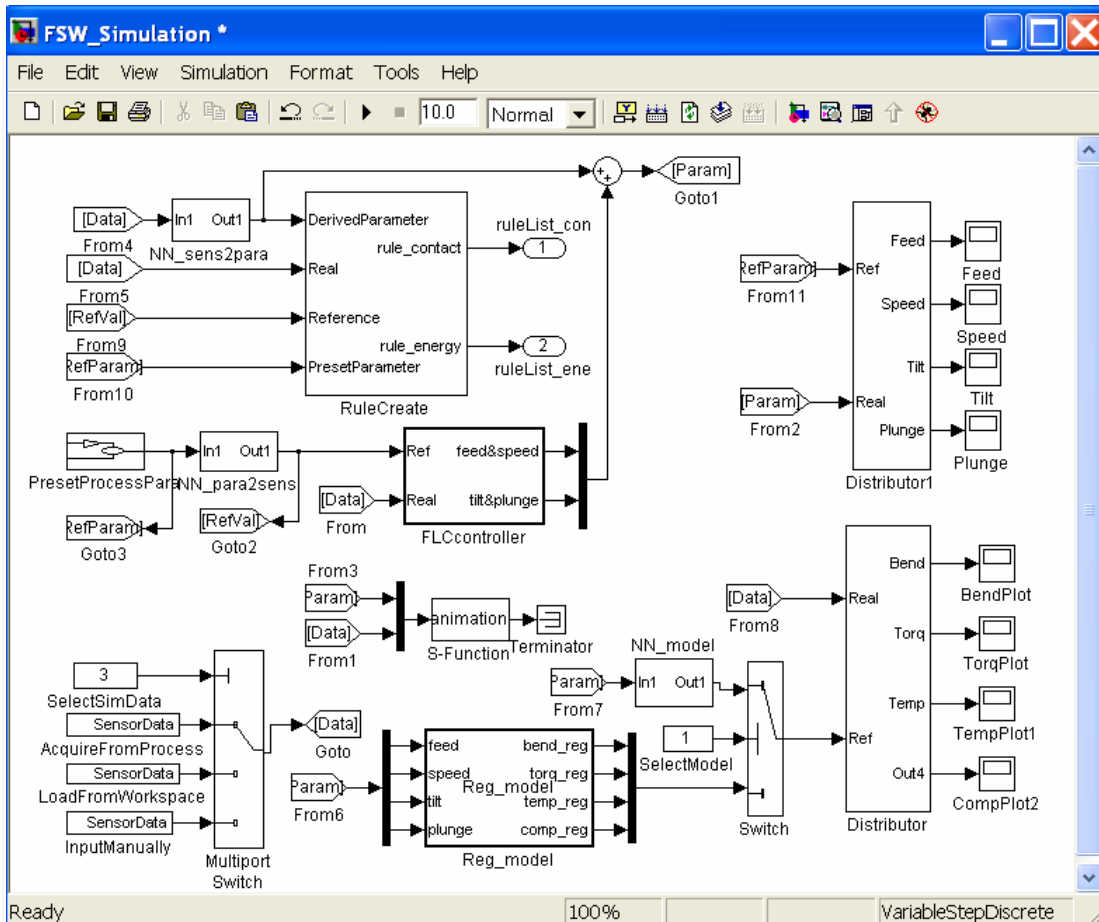 FSW_Simulation *
File Edit View Simulation Format Tools Help
10.0 Normal
[Param]
Goto1
[Data] In1 Out1 DerivedParameter ruleList_con
From4 NN_sens2para rule_contact 1
[Data] Real
From5
[RefVal] Reference
From9 rule_energy 2
RefParam] PresetParameter ruleList_ene
From10 RuleCreate
Feed Feed
RefParam] Ref
From11 Speed Speed
Tilt Tilt
[Param] Real
From2 Plunge Plunge
Distributor1
In1 Out1 Ref feed&speed
PresetProcessPara NN_para2sens
[Data] Real tilt&plunge
From FLCcontroller
RefParam] [RefVal]
Goto3 Goto2
From3
Param]
[Data] animation
From1 S-Function Terminator
Bend BendPlot
[Data] Real
From8 Torq TorqPlot
Temp TempPlot1
Ref
Out4 CompPlot2
Distributor
3
SelectSimData
SensorData
AcquireFromProcess
SensorData
LoadFromWorkspace
SensorData
InputManually
Multiport
Switch
[Data]
Goto
NN_model
Param] In1 Out1
From7
1
SelectModel
Switch
Param]
From6
feed bend_reg
speed torq_reg
Reg_model
tilt temp_reg
plunge comp_reg
Reg_model
Ready 100% VariableStepDiscrete